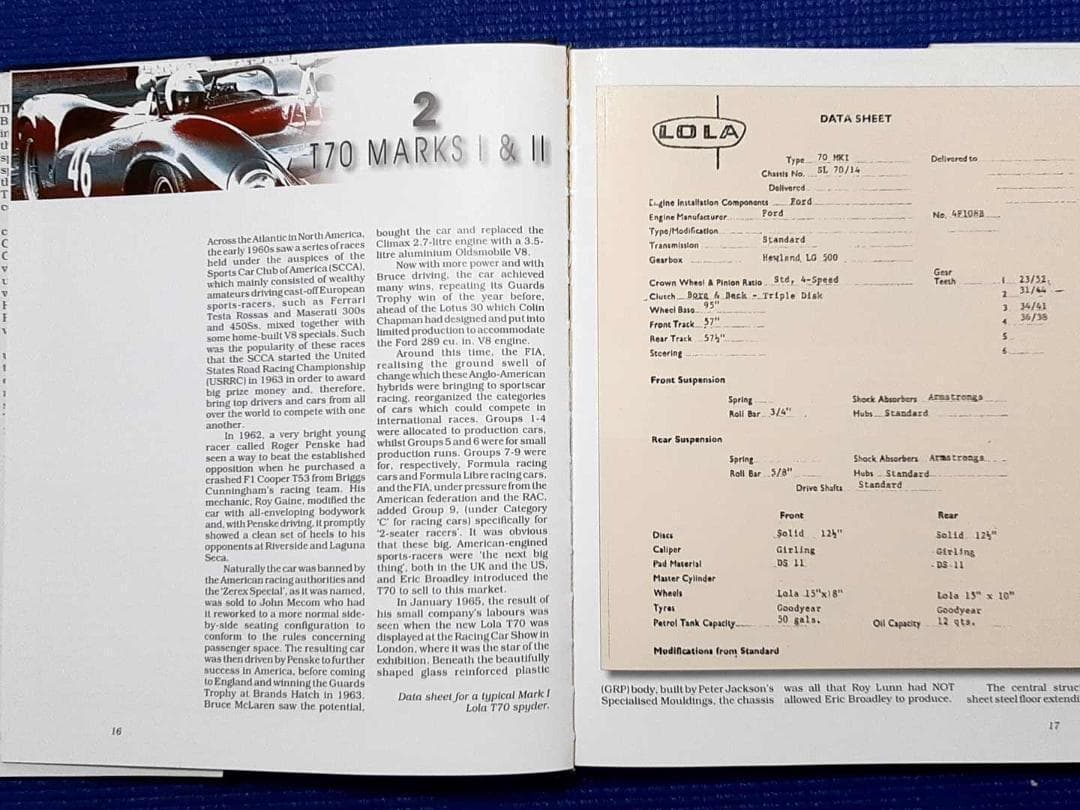 46
2
T70 MARKS I & II
Across the Atlantic in North America,
the early 1960s saw a series of races
held under the auspices of the
Sports Car Club of America (SCCA),
which mainly consisted of wealthy
amateurs driving cast-off European
sports-racers, such as Ferrari
Testa Rossas and Maserati 300s
and 450Ss, mixed together with
some home-built V8 specials. Such
was the popularity of these races
that the SCCA started the United
States Road Racing Championship
(USRRC) in 1963 in order to award
big prize money and, therefore,
bring top drivers and cars from all
over the world to compete with one
another.
In 1962, a very bright young
racer called Roger Penske had
seen a way to beat the established
opposition when he purchased a
crashed F1 Cooper T53 from Briggs
Cunningham's racing team. His
mechanic, Roy Gaine, modified the
car with all-enveloping bodywork
and, with Penske driving, it promptly
showed a clean set of heels to his
opponents at Riverside and Laguna
Seca.
Naturally the car was banned by
the American racing authorities and
the 'Zerex Special', as it was named,
was sold to John Mecom who had
it reworked to a more normal side-
by-side seating configuration to
conform to the rules concerning
passenger space. The resulting car
was then driven by Penske to further
success in America, before coming
to England and winning the Guards
Trophy at Brands Hatch in 1963.
Bruce McLaren saw the potential,
bought the car and replaced the
Climax 2.7-litre engine with a 3.5-
litre aluminium Oldsmobile V8.
Now with more power and with
Bruce driving, the car achieved
many wins, repeating its Guards
Trophy win of the year before,
ahead of the Lotus 30 which Colin
Chapman had designed and put into
limited production to accommodate
the Ford 289 cu. in. V8 engine.
Around this time, the FIA,
realising the ground swell of
change which these Anglo-American
hybrids were bringing to sportscar
racing, reorganized the categories
of cars which could compete in
international races. Groups 1-4
were allocated to production cars,
whilst Groups 5 and 6 were for small
production runs. Groups 7-9 were
for, respectively, Formula racing
cars and Formula Libre racing cars,
and the FIA, under pressure from the
American federation and the RAC,
added Group 9, (under Category
'C' for racing cars) specifically for
'2-seater racers'. It was obvious
that these big, American-engined
sports-racers were 'the next big
thing', both in the UK and the US,
and Eric Broadley introduced the
T70 to sell to this market.
In January 1965, the result of
his small company's labours was
seen when the new Lola T70 was
displayed at the Racing Car Show in
London, where it was the star of the
exhibition. Beneath the beautifully
shaped glass reinforced plastic
Data sheet for a typical Mark I
Lola T70 spyder.
16
LOLA
DATA SHEET
Type 70 MKI Delivered to
Chassis No. SL 70/14
Delivered
Engine Installation Components Ford
Engine Manufacturer Ford No. 4F108B
Type/Modification
Transmission Standard
Gearbox Hewland, LG 500
Crown Wheel & Pinion Ratio Std, 4-Speed Gear Teeth 1 23/52
Clutch Borg & Beck - Triple Disk 2 31/44
Wheel Base 95" 3 34/41
Front Track 57" 4 36/38
Rear Track 57½" 5
Steering 6
Front Suspension
Spring Shock Absorbers Armstrongs
Roll Bar 3/4" Hubs Standard
Rear Suspension
Spring Shock Absorbers Armstrongs
Roll Bar 5/8" Hubs Standard
Drive Shafts Standard
Front Rear
Discs Solid 12½" Solid 12½"
Caliper Girling Girling
Pad Material DS 11 DS 11
Master Cylinder
Wheels Lola 15"x18" Lola 15" x 10"
Tyres Goodyear Goodyear
Petrol Tank Capacity 50 gals. Oil Capacity 12 qts.
Modifications from Standard
(GRP) body, built by Peter Jackson's
Specialised Mouldings, the chassis
was all that Roy Lunn had NOT
allowed Eric Broadley to produce.
The central struc
sheet steel floor extendi
17